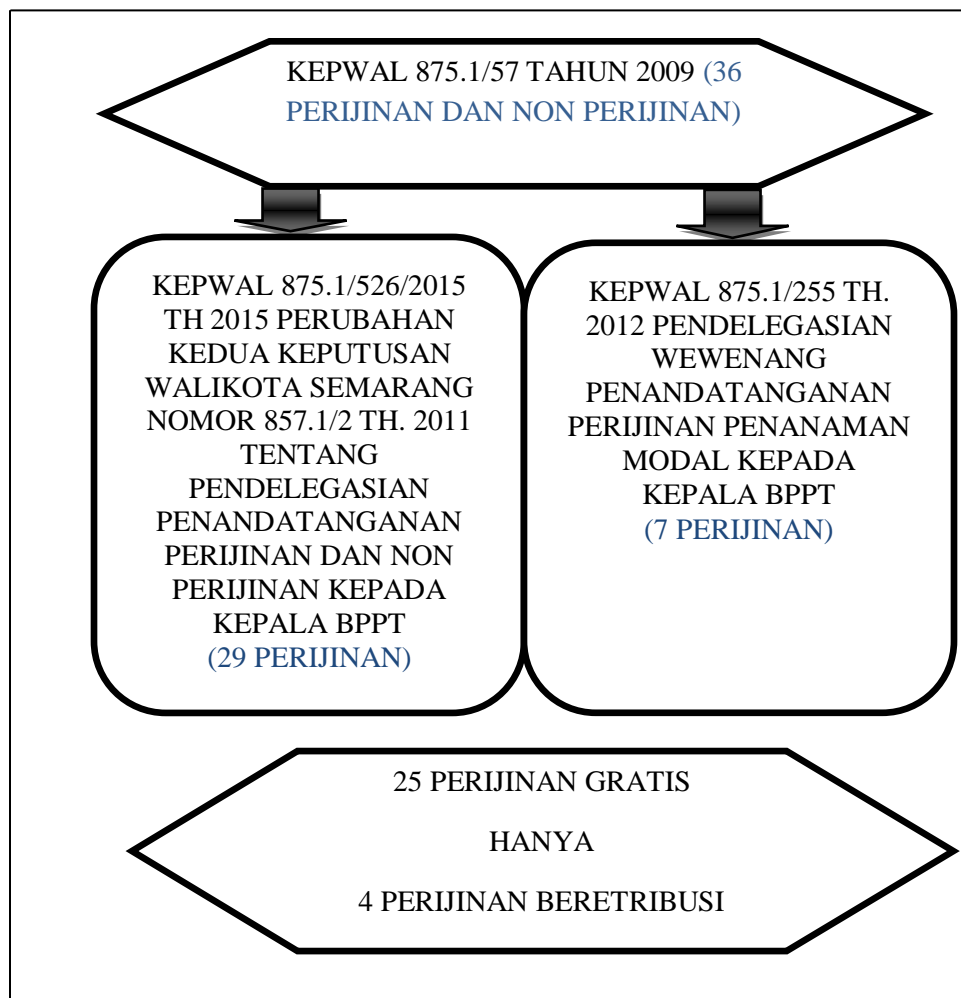 KEPWAL 875.1/57 TAHUN 2009 (36
PERIJINAN DAN NON PERIJINAN)
KEPWAL 875.1/526/2015
TH 2015 PERUBAHAN
KEDUA KEPUTUSAN
WALIKOTA SEMARANG
NOMOR 857.1/2 TH. 2011
TENTANG
PENDELEGASIAN
PENANDATANGANAN
PERIJINAN DAN NON
PERIJINAN KEPADA
KEPALA BPPT
(29 PERIJINAN)
KEPWAL 875.1/255 TH.
2012 PENDELEGASIAN
WEWENANG
PENANDATANGANAN
PERIJINAN PENANAMAN
MODAL KEPADA
KEPALA BPPT
(7 PERIJINAN)
25 PERIJINAN GRATIS
HANYA
4 PERIJINAN BERETRIBUSI